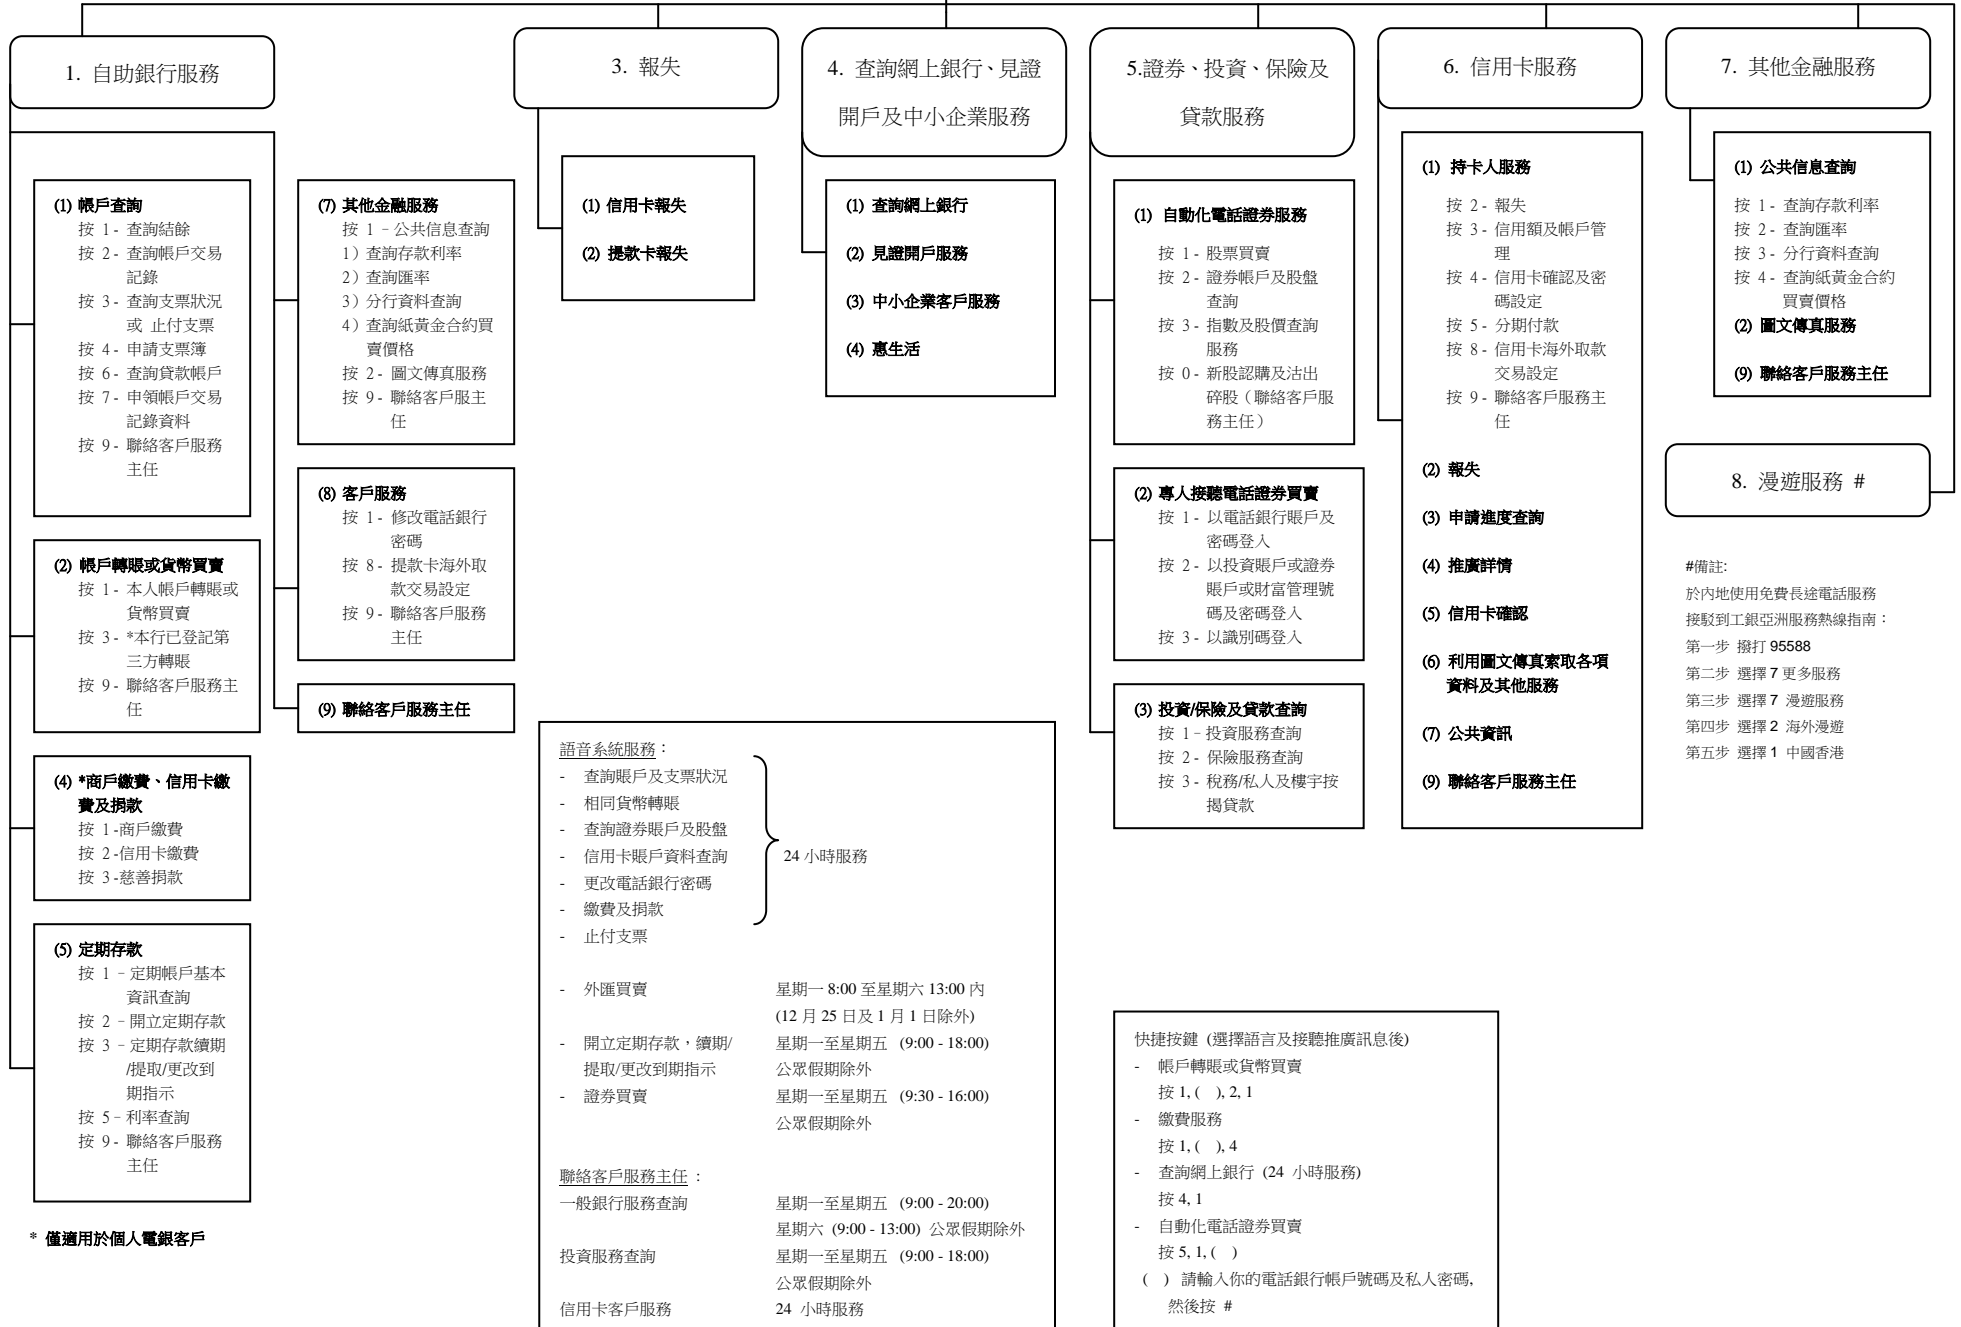 1. 自助銀行服務
(1) 帳戶查詢
按 1 - 查詢結餘
按 2 - 查詢帳戶交易
記錄
按 3 - 查詢支票狀況
或 止付支票
按 4 - 申請支票簿
按 6 - 查詢貸款帳戶
按 7 - 申領帳戶交易
記錄資料
按 9 - 聯絡客戶服務
主任
(2) 帳戶轉賬或貨幣買賣
按 1 - 本人帳戶轉賬或
貨幣買賣
按 3 - *本行已登記第
三方轉賬
按 9 - 聯絡客戶服務主
任
(4) *商戶繳費、信用卡繳
費及捐款
按 1 -商戶繳費
按 2 -信用卡繳費
按 3 -慈善捐款
(5) 定期存款
按 1 - 定期帳戶基本
資訊查詢
按 2 - 開立定期存款
按 3 - 定期存款續期
/提取/更改到
期指示
按 5 - 利率查詢
按 9 - 聯絡客戶服務
主任
* 僅適用於個人電銀客戶
(7) 其他金融服務
按 1 - 公共信息查詢
1）查詢存款利率
2）查詢匯率
3）分行資料查詢
4）查詢紙黃金合約買
賣價格
按 2 - 圖文傳真服務
按 9 - 聯絡客戶服主
任
(8) 客戶服務
按 1 - 修改電話銀行
密碼
按 8 - 提款卡海外取
款交易設定
按 9 - 聯絡客戶服務
主任
(9) 聯絡客戶服務主任
3. 報失
(1) 信用卡報失
(2) 提款卡報失
4. 查詢網上銀行、見證
開戶及中小企業服務
(1) 查詢網上銀行
(2) 見證開戶服務
(3) 中小企業客戶服務
(4) 惠生活
5.證券、投資、保險及
貸款服務
(1) 自動化電話證券服務
按 1 - 股票買賣
按 2 - 證券帳戶及股盤
查詢
按 3 - 指數及股價查詢
服務
按 0 - 新股認購及沽出
碎股（聯絡客戶服
務主任）
(2) 專人接聽電話證券買賣
按 1 - 以電話銀行賬戶及
密碼登入
按 2 - 以投資賬戶或證券
賬戶或財富管理號
碼及密碼登入
按 3 - 以識別碼登入
(3) 投資/保險及貸款查詢
按 1 - 投資服務查詢
按 2 - 保險服務查詢
按 3 - 稅務/私人及樓宇按
揭貸款
6. 信用卡服務
(1) 持卡人服務
按 2 - 報失
按 3 - 信用額及帳戶管
理
按 4 - 信用卡確認及密
碼設定
按 5 - 分期付款
按 8 - 信用卡海外取款
交易設定
按 9 - 聯絡客戶服務主
任
(2) 報失
(3) 申請進度查詢
(4) 推廣詳情
(5) 信用卡確認
(6) 利用圖文傳真索取各項
資料及其他服務
(7) 公共資訊
(9) 聯絡客戶服務主任
7. 其他金融服務
(1) 公共信息查詢
按 1 - 查詢存款利率
按 2 - 查詢匯率
按 3 - 分行資料查詢
按 4 - 查詢紙黃金合約
買賣價格
(2) 圖文傳真服務
(9) 聯絡客戶服務主任
8. 漫遊服務 #
#備註:
於內地使用免費長途電話服務
接駁到工銀亞洲服務熱線指南：
第一步 撥打 95588
第二步 選擇 7 更多服務
第三步 選擇 7 漫遊服務
第四步 選擇 2 海外漫遊
第五步 選擇 1 中國香港
語音系統服務：
- 查詢賬戶及支票狀況
- 相同貨幣轉賬
- 查詢證券賬戶及股盤
- 信用卡賬戶資料查詢 24 小時服務
- 更改電話銀行密碼
- 繳費及捐款
- 止付支票
- 外匯買賣 星期一 8:00 至星期六 13:00 內
(12 月 25 日及 1 月 1 日除外)
- 開立定期存款，續期/ 星期一至星期五 (9:00 - 18:00)
提取/更改到期指示 公眾假期除外
- 證券買賣 星期一至星期五 (9:30 - 16:00)
公眾假期除外
聯絡客戶服務主任 :
一般銀行服務查詢 星期一至星期五 (9:00 - 20:00)
星期六 (9:00 - 13:00) 公眾假期除外
投資服務查詢 星期一至星期五 (9:00 - 18:00)
公眾假期除外
信用卡客戶服務 24 小時服務
快捷按鍵 (選擇語言及接聽推廣訊息後)
- 帳戶轉賬或貨幣買賣
按 1, ( ), 2, 1
- 繳費服務
按 1, ( ), 4
- 查詢網上銀行 (24 小時服務)
按 4, 1
- 自動化電話證券買賣
按 5, 1, ( )
( ) 請輸入你的電話銀行帳戶號碼及私人密碼,
然後按 #